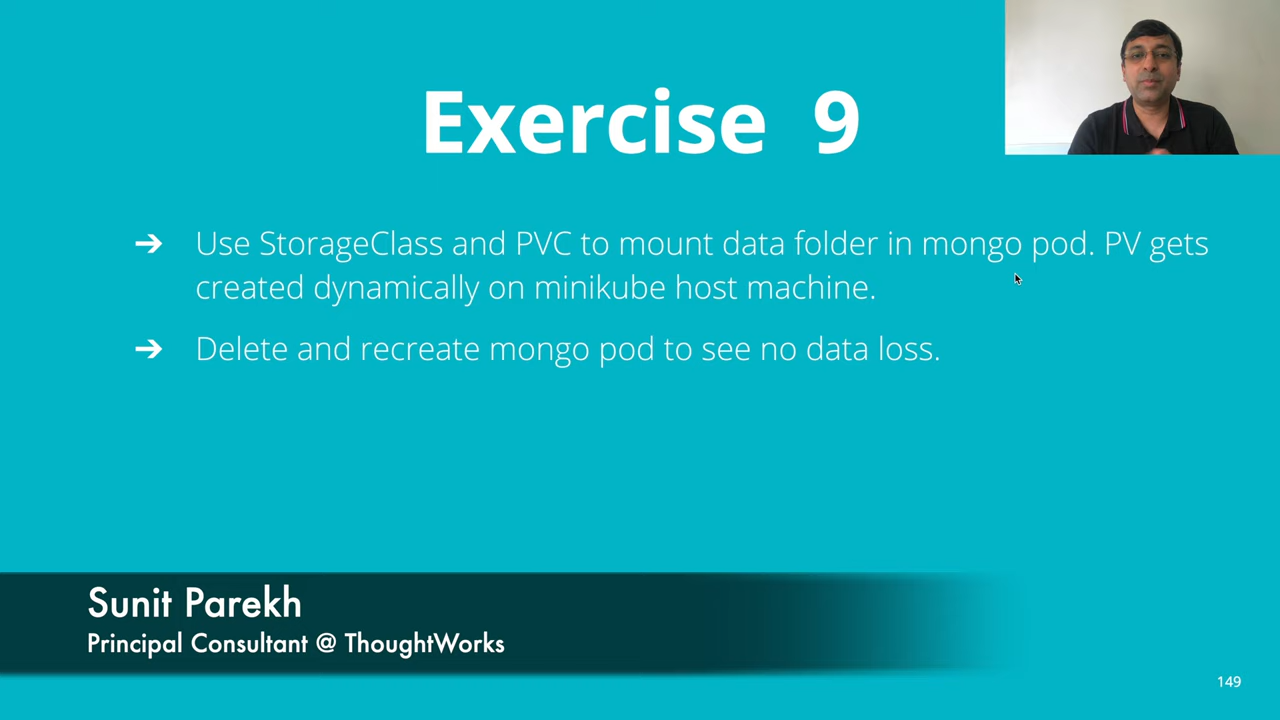 Exercise 9
➔ Use StorageClass and PVC to mount data folder in mongo pod. PV gets
created dynamically on minikube host machine.
➔ Delete and recreate mongo pod to see no data loss.
Sunit Parekh
Principal Consultant @ ThoughtWorks
149